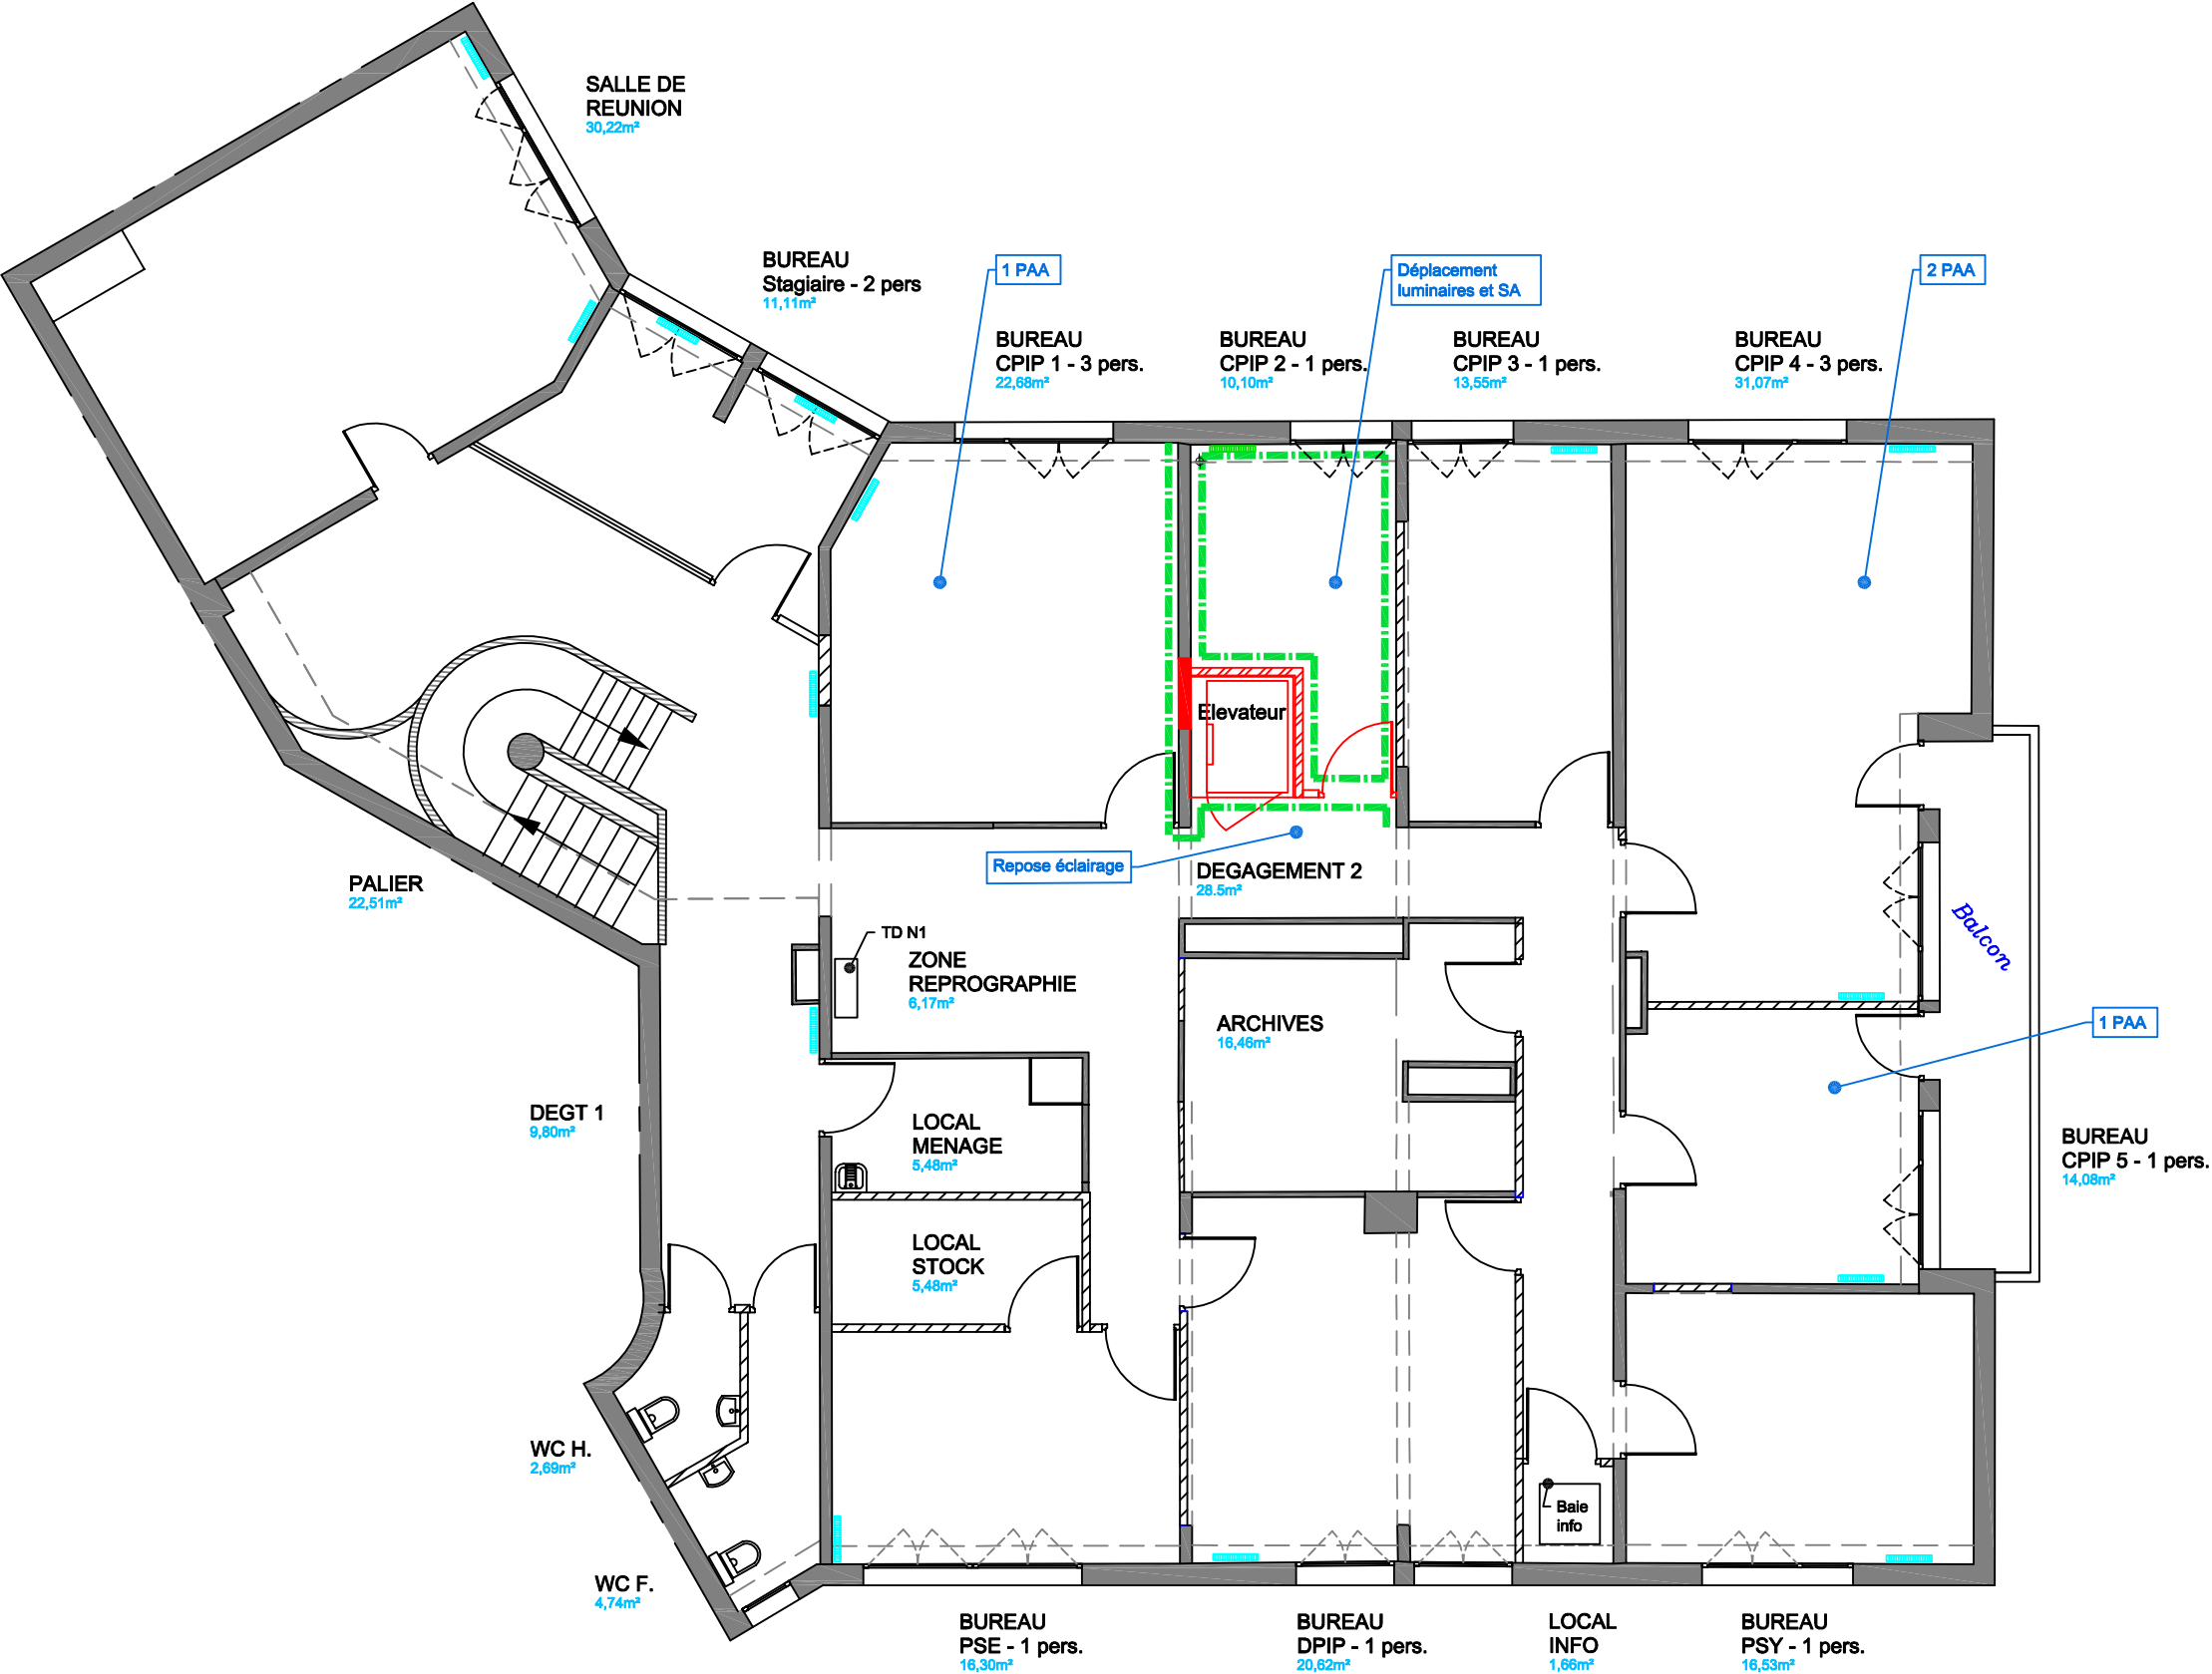 SALLE DE
REUNION
30,22m²
BUREAU
Stagiaire - 2 pers
11,11m²
1 PAA
Déplacement
luminaires et SA
2 PAA
BUREAU
CPIP 1 - 3 pers.
22,68m²
BUREAU
CPIP 2 - 1 pers.
10,10m²
BUREAU
CPIP 3 - 1 pers.
13,55m²
BUREAU
CPIP 4 - 3 pers.
31,07m²
Elevateur
Repose éclairage
DEGAGEMENT 2
28.5m²
PALIER
22,51m²
TD N1
ZONE
REPROGRAPHIE
6,17m²
Balcon
ARCHIVES
16,46m²
1 PAA
DEGT 1
9,80m²
LOCAL
MENAGE
5,48m²
BUREAU
CPIP 5 - 1 pers.
14,08m²
LOCAL
STOCK
5,48m²
WC H.
2,69m²
Baie
info
WC F.
4,74m²
BUREAU
PSE - 1 pers.
16,30m²
BUREAU
DPIP - 1 pers.
20,62m²
LOCAL
INFO
1,66m²
BUREAU
PSY - 1 pers.
16,53m²